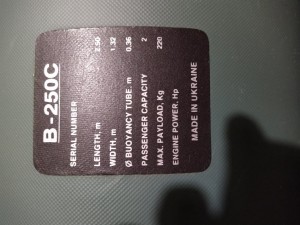 B-250C
SERIAL NUMBER
LENGTH, m 2.50
WIDTH, m 1.32
Ø BUOYANCY TUBE, m 0.36
PASSENGER CAPACITY 2
MAX. PAYLOAD, Kg 220
ENGINE POWER, Hp
MADE IN UKRAINE